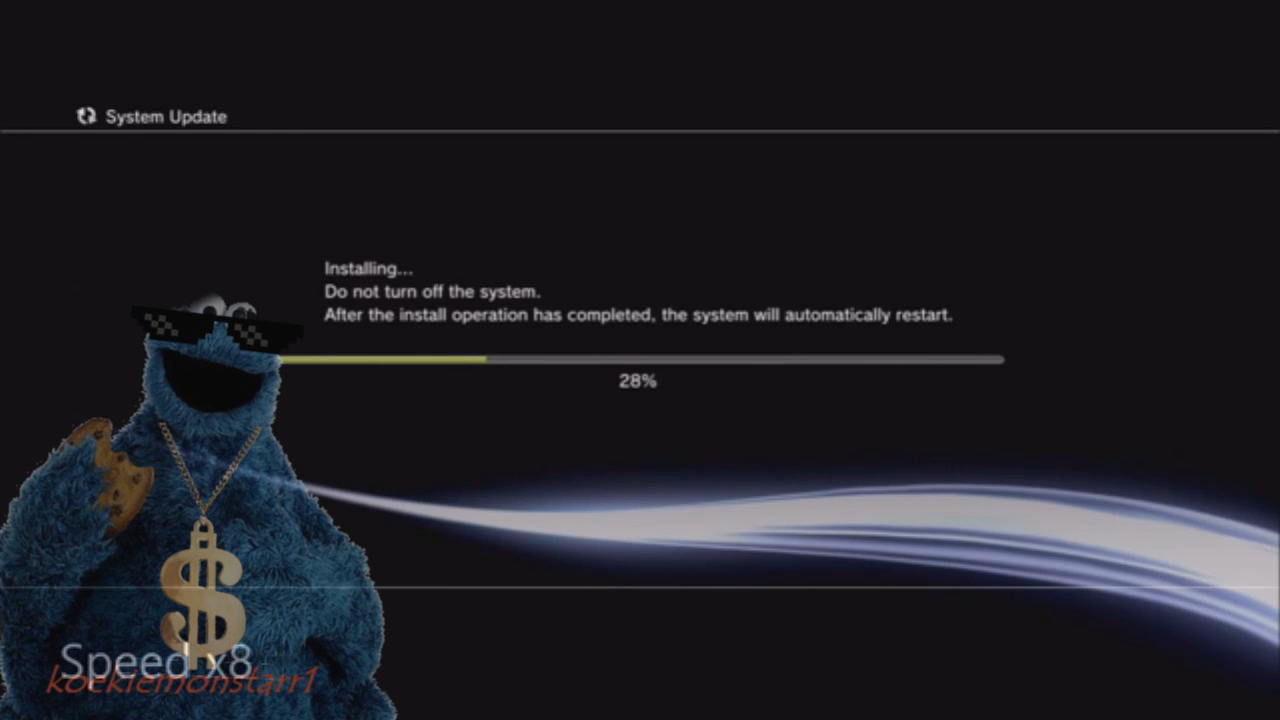 System Update
Installing...
Do not turn off the system.
After the install operation has completed, the system will automatically restart.
28%
Speed x8
koekiemonstarr1